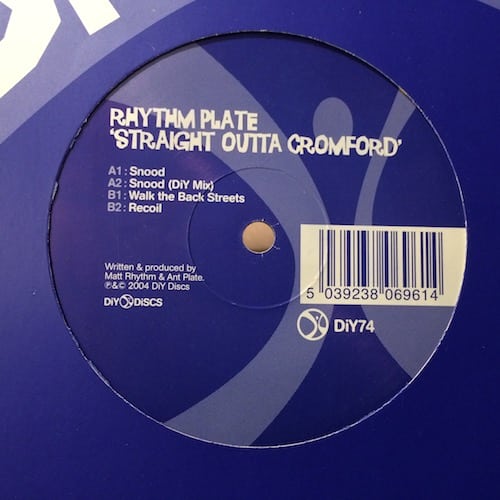 RHYTHM PLATE
'STRAIGHT OUTTA CROMFORD'
A1: Snood
A2: Snood (DiY Mix)
B1: Walk the Back Streets
B2: Recoil
Written & produced by
Matt Rhythm & Ant Plate.
℗&© 2004 DiY Discs
DiY DiSCS
5 039238 069614
DiY74